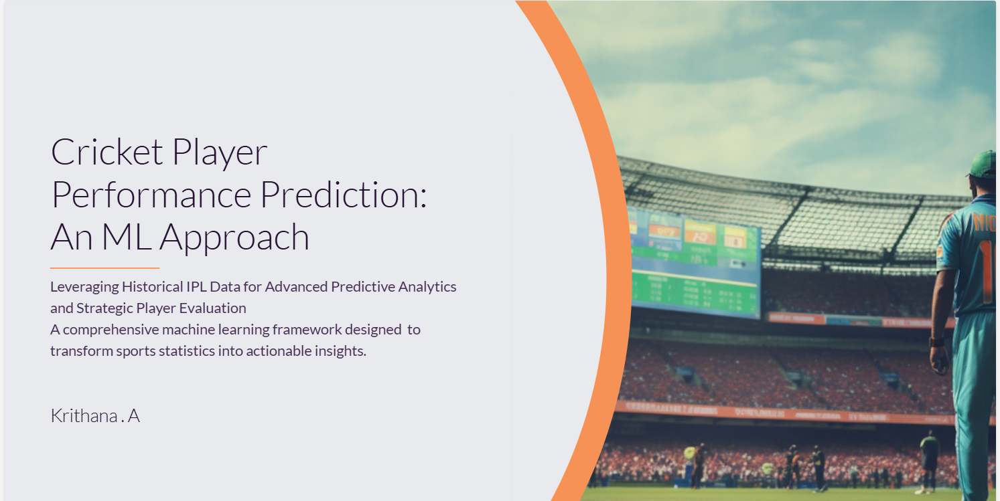 Cricket Player
Performance Prediction:
An ML Approach
Leveraging Historical IPL Data for Advanced Predictive Analytics
and Strategic Player Evaluation
A comprehensive machine learning framework designed  to
transform sports statistics into actionable insights.
Krithana . A